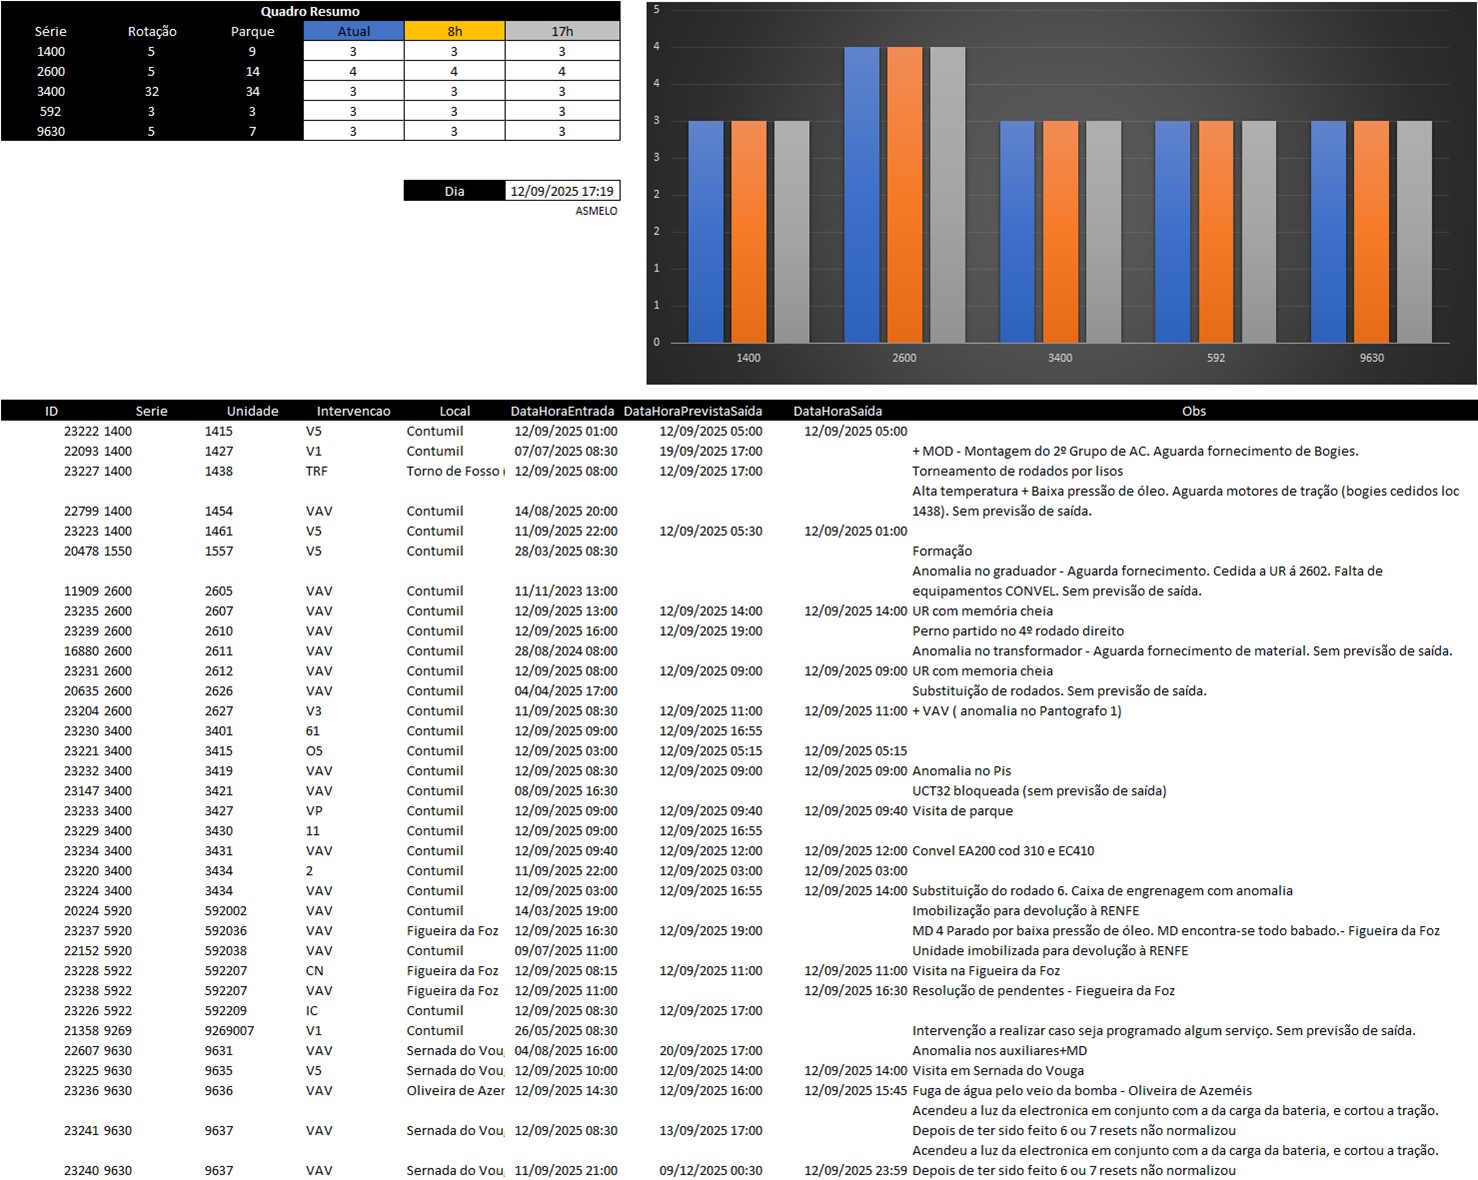 Quadro Resumo
Série Rotação Parque Atual 8h 17h
1400 5 9 3 3 3
2600 5 14 4 4 4
3400 32 34 3 3 3
592 3 3 3 3 3
9630 5 7 3 3 3
Dia 12/09/2025 17:19
ASMELO
5
4
4
3
3
2
2
1
1
0
1400 2600 3400 592 9630
ID Serie Unidade Intervencao Local DataHoraEntrada DataHoraPrevistaSaída DataHoraSaída Obs
23222 1400 1415 V5 Contumil 12/09/2025 01:00 12/09/2025 05:00 12/09/2025 05:00
22093 1400 1427 V1 Contumil 07/07/2025 08:30 19/09/2025 17:00 + MOD - Montagem do 2º Grupo de AC. Aguarda fornecimento de Bogies.
23227 1400 1438 TRF Torno de Fosso ( 12/09/2025 08:00 12/09/2025 17:00 Torneamento de rodados por lisos
Alta temperatura + Baixa pressão de óleo. Aguarda motores de tração (bogies cedidos loc
22799 1400 1454 VAV Contumil 14/08/2025 20:00 1438). Sem previsão de saída.
23223 1400 1461 V5 Contumil 11/09/2025 22:00 12/09/2025 05:30 12/09/2025 01:00
20478 1550 1557 V5 Contumil 28/03/2025 08:30 Formação
Anomalia no graduador - Aguarda fornecimento. Cedida a UR á 2602. Falta de
11909 2600 2605 VAV Contumil 11/11/2023 13:00 equipamentos CONVEL. Sem previsão de saída.
23235 2600 2607 VAV Contumil 12/09/2025 13:00 12/09/2025 14:00 12/09/2025 14:00 UR com memória cheia
23239 2600 2610 VAV Contumil 12/09/2025 16:00 12/09/2025 19:00 Perno partido no 4º rodado direito
16880 2600 2611 VAV Contumil 28/08/2024 08:00 Anomalia no transformador - Aguarda fornecimento de material. Sem previsão de saída.
23231 2600 2612 VAV Contumil 12/09/2025 08:00 12/09/2025 09:00 12/09/2025 09:00 UR com memoria cheia
20635 2600 2626 VAV Contumil 04/04/2025 17:00 Substituição de rodados. Sem previsão de saída.
23204 2600 2627 V3 Contumil 11/09/2025 08:30 12/09/2025 11:00 12/09/2025 11:00 + VAV ( anomalia no Pantografo 1)
23230 3400 3401 61 Contumil 12/09/2025 09:00 12/09/2025 16:55
23221 3400 3415 O5 Contumil 12/09/2025 03:00 12/09/2025 05:15 12/09/2025 05:15
23232 3400 3419 VAV Contumil 12/09/2025 08:30 12/09/2025 09:00 12/09/2025 09:00 Anomalia no Pis
23147 3400 3421 VAV Contumil 08/09/2025 16:30 UCT32 bloqueada (sem previsão de saída)
23233 3400 3427 VP Contumil 12/09/2025 09:00 12/09/2025 09:40 12/09/2025 09:40 Visita de parque
23229 3400 3430 11 Contumil 12/09/2025 09:00 12/09/2025 16:55
23234 3400 3431 VAV Contumil 12/09/2025 09:40 12/09/2025 12:00 12/09/2025 12:00 Convel EA200 cod 310 e EC410
23220 3400 3434 2 Contumil 11/09/2025 22:00 12/09/2025 03:00 12/09/2025 03:00
23224 3400 3434 VAV Contumil 12/09/2025 03:00 12/09/2025 16:55 12/09/2025 14:00 Substituição do rodado 6. Caixa de engrenagem com anomalia
20224 5920 592002 VAV Contumil 14/03/2025 19:00 Imobilização para devolução à RENFE
23237 5920 592036 VAV Figueira da Foz 12/09/2025 16:30 12/09/2025 19:00 MD 4 Parado por baixa pressão de óleo. MD encontra-se todo babado.- Figueira da Foz
22152 5920 592038 VAV Contumil 09/07/2025 11:00 Unidade imobilizada para devolução à RENFE
23228 5922 592207 CN Figueira da Foz 12/09/2025 08:15 12/09/2025 11:00 12/09/2025 11:00 Visita na Figueira da Foz
23238 5922 592207 VAV Figueira da Foz 12/09/2025 11:00 12/09/2025 16:30 Resolução de pendentes - Fiegueira da Foz
23226 5922 592209 IC Contumil 12/09/2025 08:30 12/09/2025 17:00
21358 9269 9269007 V1 Contumil 26/05/2025 08:30 Intervenção a realizar caso seja programado algum serviço. Sem previsão de saída.
22607 9630 9631 VAV Sernada do Voug 04/08/2025 16:00 20/09/2025 17:00 Anomalia nos auxiliares+MD
23225 9630 9635 V5 Sernada do Voug 12/09/2025 10:00 12/09/2025 14:00 12/09/2025 14:00 Visita em Sernada do Vouga
23236 9630 9636 VAV Oliveira de Azer 12/09/2025 14:30 12/09/2025 16:00 12/09/2025 15:45 Fuga de água pelo veio da bomba - Oliveira de Azeméis
Acendeu a luz da electronica em conjunto com a da carga da bateria, e cortou a tração.
23241 9630 9637 VAV Sernada do Voug 12/09/2025 08:30 13/09/2025 17:00 Depois de ter sido feito 6 ou 7 resets não normalizou
Acendeu a luz da electronica em conjunto com a da carga da bateria, e cortou a tração.
23240 9630 9637 VAV Sernada do Voug 11/09/2025 21:00 09/12/2025 00:30 12/09/2025 23:59 Depois de ter sido feito 6 ou 7 resets não normalizou